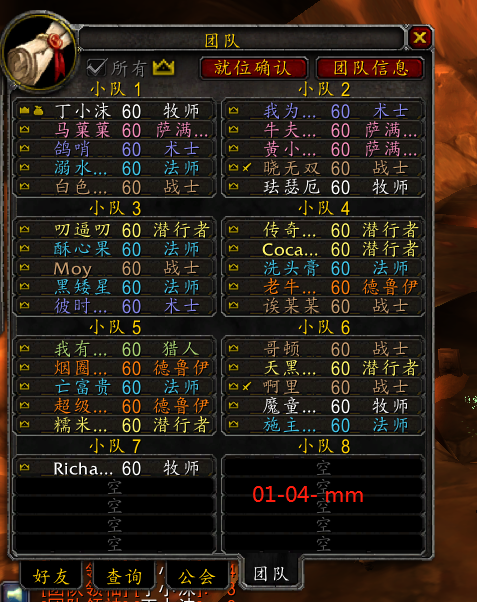 团队
所有 就位确认 团队信息
小队 1
丁小沫 60 牧师
马菓菓 60 萨满...
鸽哨 60 术士
溺水... 60 法师
白色... 60 战士
小队 2
我为... 60 术士
牛夫... 60 萨满...
黄小... 60 萨满...
晓无双 60 战士
珐瑟厄 60 牧师
小队 3
叨逼叨 60 潜行者
酥心果 60 法师
Moy 60 战士
黑矮星 60 法师
彼时... 60 术士
小队 4
传奇... 60 潜行者
Coca... 60 潜行者
洗头膏 60 法师
老牛... 60 德鲁伊
诶某某 60 战士
小队 5
我有... 60 猎人
烟圈... 60 德鲁伊
亡富贵 60 法师
超级... 60 德鲁伊
糯米... 60 潜行者
小队 6
哥顿 60 战士
天黑... 60 潜行者
啊里 60 战士
魔童... 60 牧师
施主... 60 法师
小队 7
Richa... 60 牧师
空
空
空
空
小队 8
空
01-04- mm
空
空
空
空
好友 查询 公会 团队